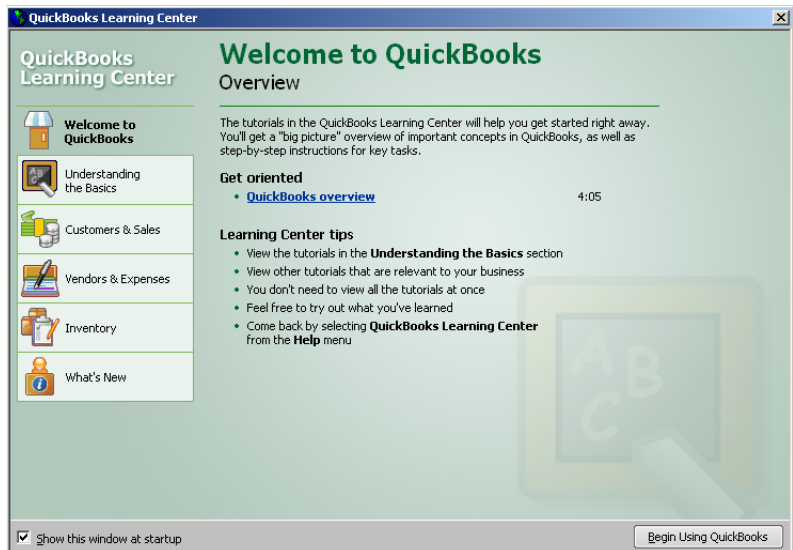 QuickBooks Learning Center
QuickBooks
Learning Center
Welcome to
QuickBooks
Understanding
the Basics
Customers & Sales
Vendors & Expenses
Inventory
What's New
Welcome to QuickBooks
Overview
The tutorials in the QuickBooks Learning Center will help you get started right away.
You'll get a "big picture" overview of important concepts in QuickBooks, as well as
step-by-step instructions for key tasks.
Get oriented
• QuickBooks overview 4:05
Learning Center tips
• View the tutorials in the Understanding the Basics section
• View other tutorials that are relevant to your business
• You don't need to view all the tutorials at once
• Feel free to try out what you've learned
• Come back by selecting QuickBooks Learning Center
from the Help menu
ABC
Show this window at startup
Begin Using QuickBooks